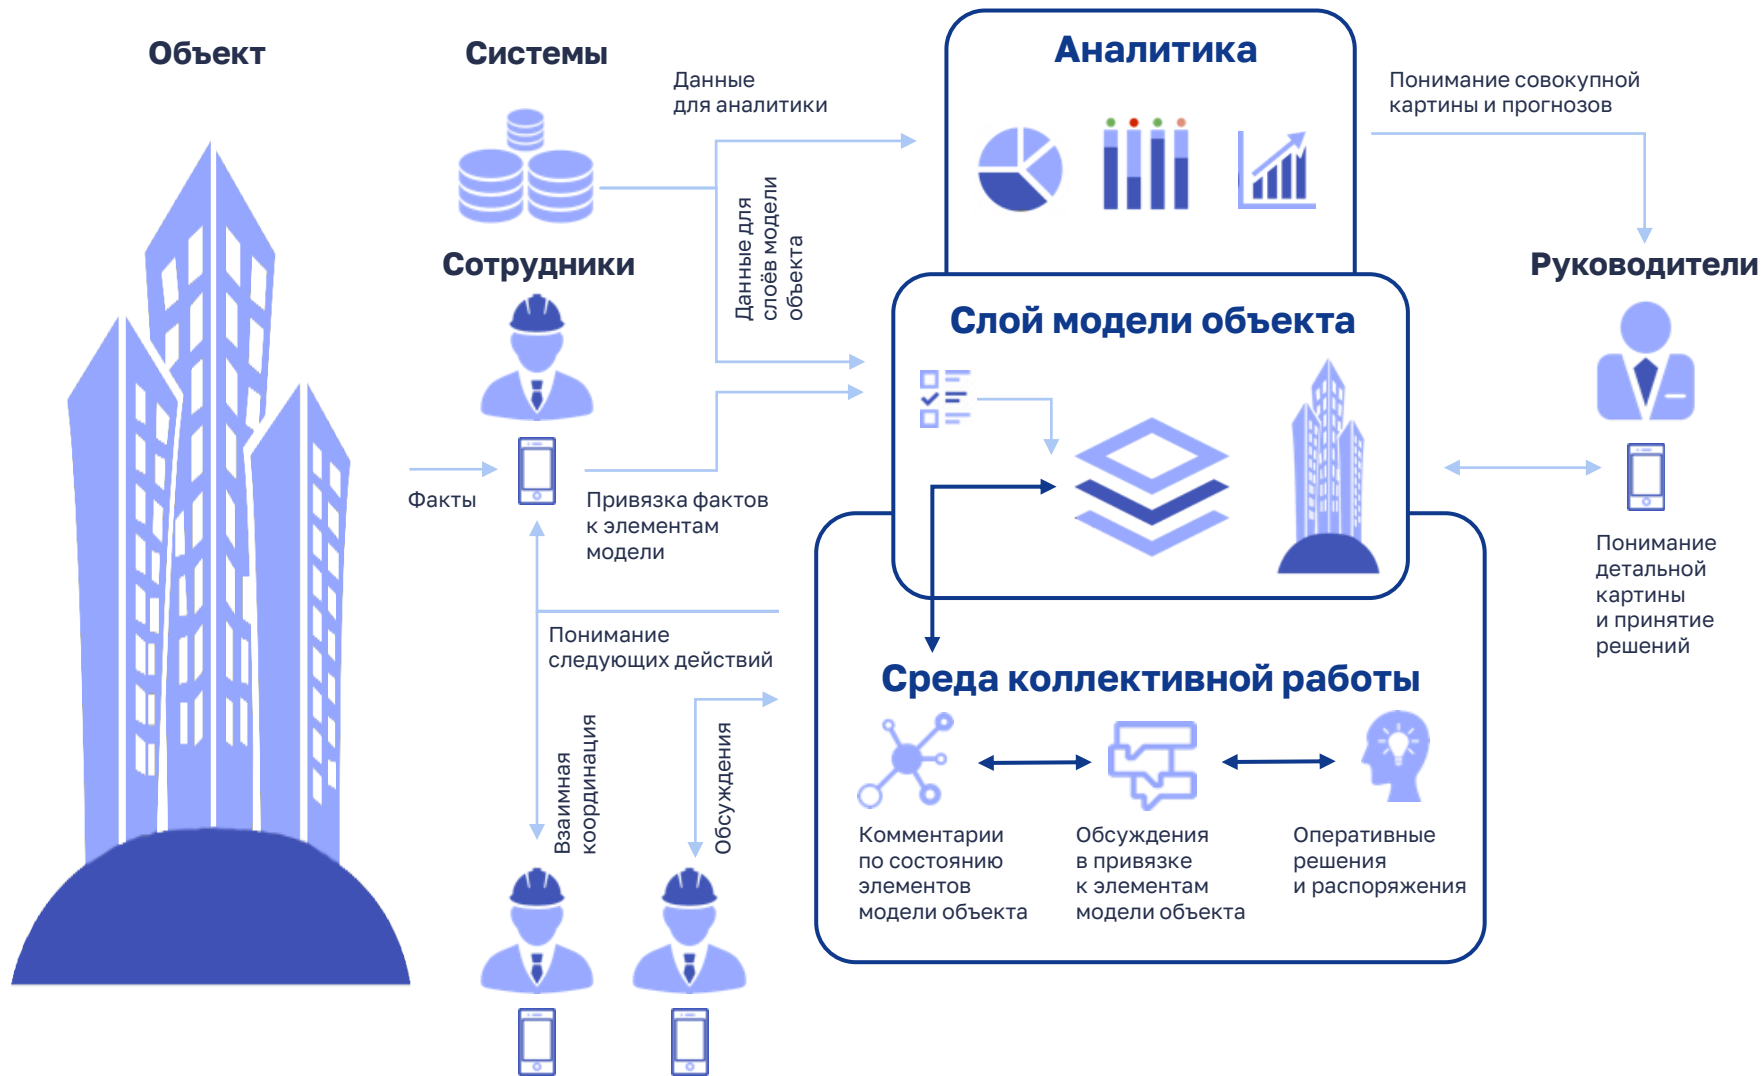 Объект
Системы
Данные
для аналитики
Аналитика
Понимание совокупной
картины и прогнозов
Данные для
слоёв модели
объекта
Сотрудники
Руководители
Слой модели объекта
Факты
Привязка фактов
к элементам
модели
Понимание
детальной
картины
и принятие
решений
Понимание
следующих действий
Взаимная
координация
Обсуждения
Среда коллективной работы
Комментарии
по состоянию
элементов
модели объекта
Обсуждения
в привязке
к элементам
модели объекта
Оперативные
решения
и распоряжения